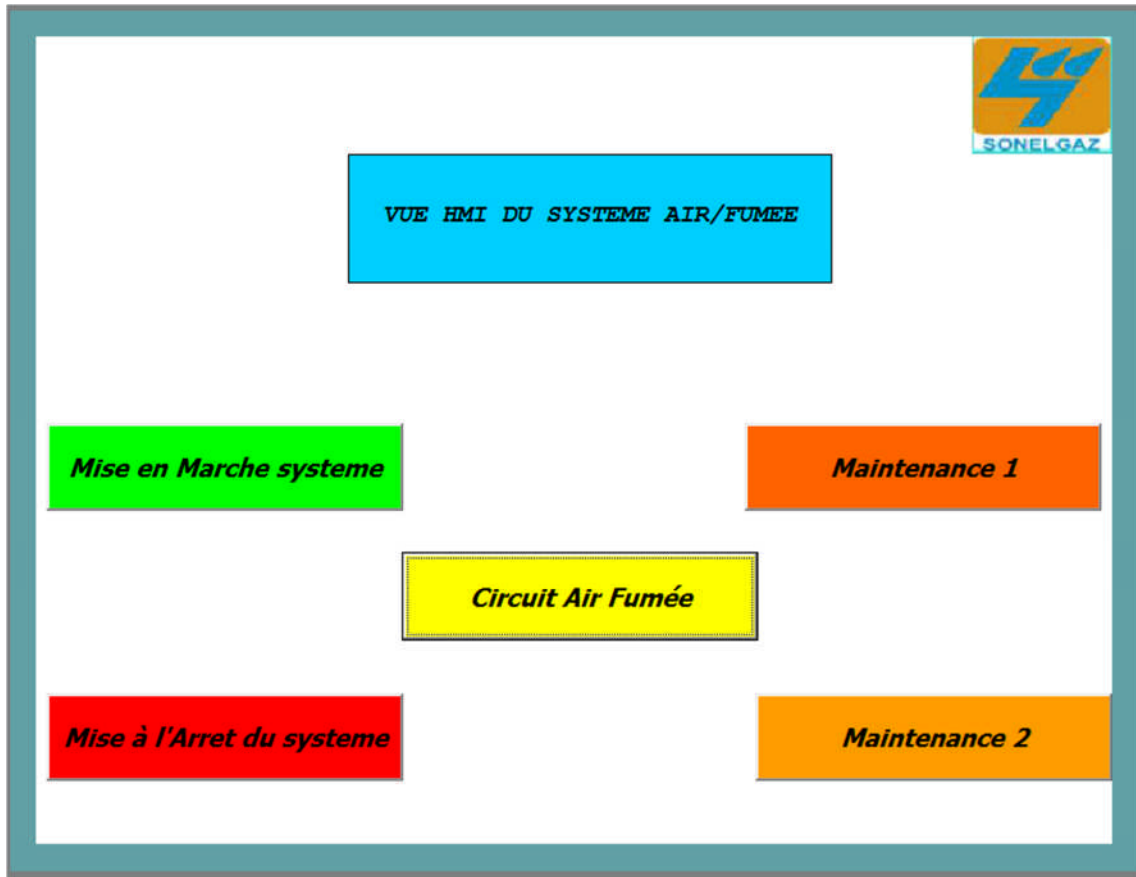 SONELGAZ
VUE HMI DU SYSTEME AIR/FUMEE
Mise en Marche systeme
Maintenance 1
Circuit Air Fumée
Mise à l'Arret du systeme
Maintenance 2